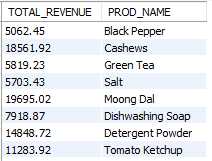 TOTAL_REVENUE PROD_NAME
5062.45 Black Pepper
18561.92 Cashews
5819.23 Green Tea
5703.43 Salt
19695.02 Moong Dal
7918.87 Dishwashing Soap
14848.72 Detergent Powder
11283.92 Tomato Ketchup